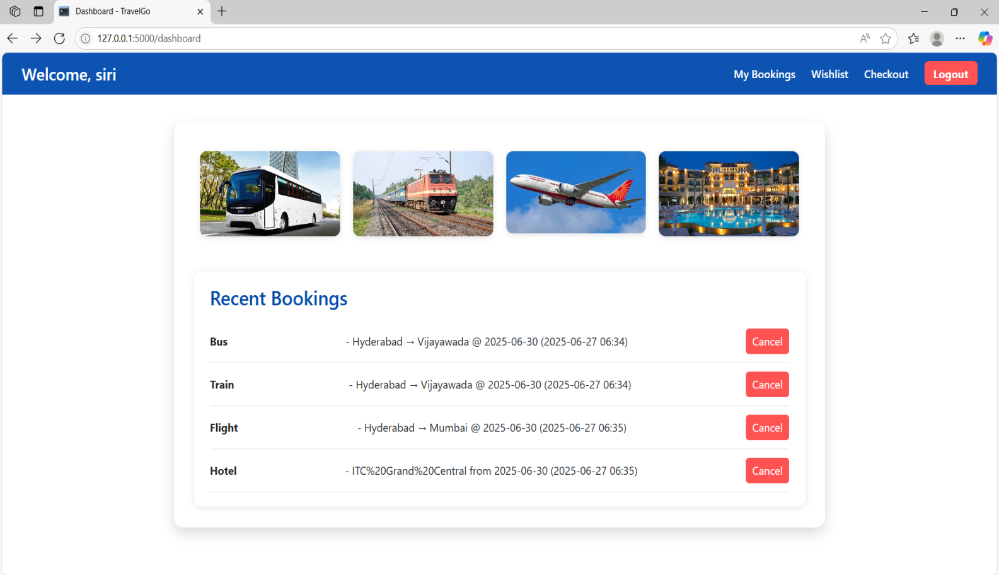 Dashboard - TravelGo
127.0.0.1:5000/dashboard
Welcome, siri
My Bookings Wishlist Checkout Logout
Recent Bookings
Bus - Hyderabad → Vijayawada @ 2025-06-30 (2025-06-27 06:34) Cancel
Train - Hyderabad → Vijayawada @ 2025-06-30 (2025-06-27 06:34) Cancel
Flight - Hyderabad → Mumbai @ 2025-06-30 (2025-06-27 06:35) Cancel
Hotel - ITC%20Grand%20Central from 2025-06-30 (2025-06-27 06:35) Cancel